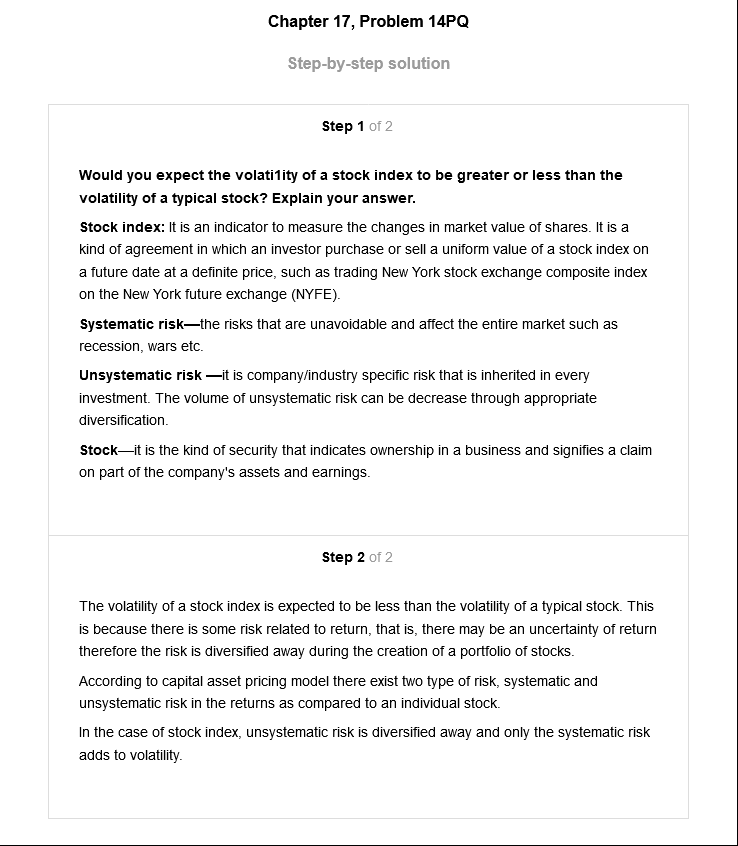 Chapter 17, Problem 14PQ
Step-by-step solution
Step 1 of 2
Would you expect the volati1ity of a stock index to be greater or less than the
volatility of a typical stock? Explain your answer.
Stock index: It is an indicator to measure the changes in market value of shares. It is a
kind of agreement in which an investor purchase or sell a uniform value of a stock index on
a future date at a definite price, such as trading New York stock exchange composite index
on the New York future exchange (NYFE).
Systematic risk—the risks that are unavoidable and affect the entire market such as
recession, wars etc.
Unsystematic risk —it is company/industry specific risk that is inherited in every
investment. The volume of unsystematic risk can be decrease through appropriate
diversification.
Stock—it is the kind of security that indicates ownership in a business and signifies a claim
on part of the company's assets and earnings.
Step 2 of 2
The volatility of a stock index is expected to be less than the volatility of a typical stock. This
is because there is some risk related to return, that is, there may be an uncertainty of return
therefore the risk is diversified away during the creation of a portfolio of stocks.
According to capital asset pricing model there exist two type of risk, systematic and
unsystematic risk in the returns as compared to an individual stock.
In the case of stock index, unsystematic risk is diversified away and only the systematic risk
adds to volatility.